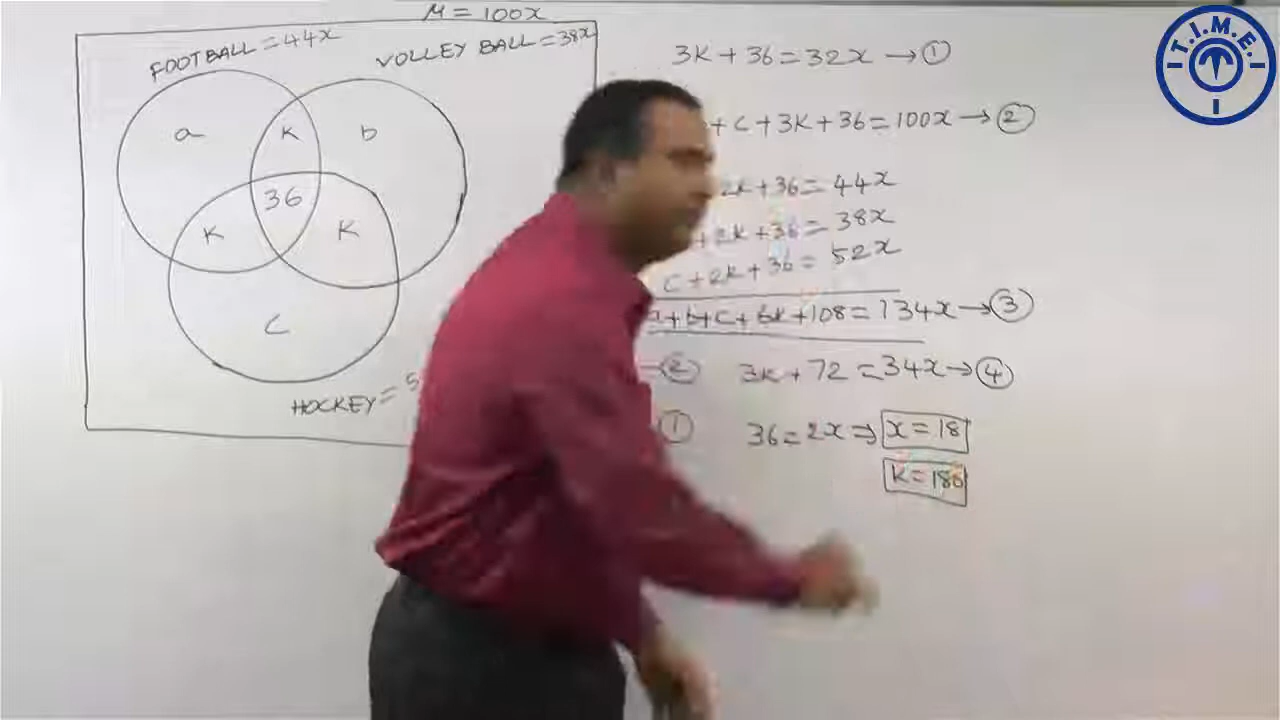 μ = 100x
FOOTBALL = 44x
VOLLEY BALL = 38x
a
K
b
36
K
K
C
HOCKEY = 5
3K + 36 = 32x → ①
+ C + 3K + 36 = 100x → ②
2K + 36 = 44x
+ 2K + 36 = 38x
C + 2K + 36 = 52x
a + b + C + 6K + 108 = 134x → ③
②
3K + 72 = 34x → ④
①
36 = 2x ⇒ x = 18
K = 180
T.I.M.E.